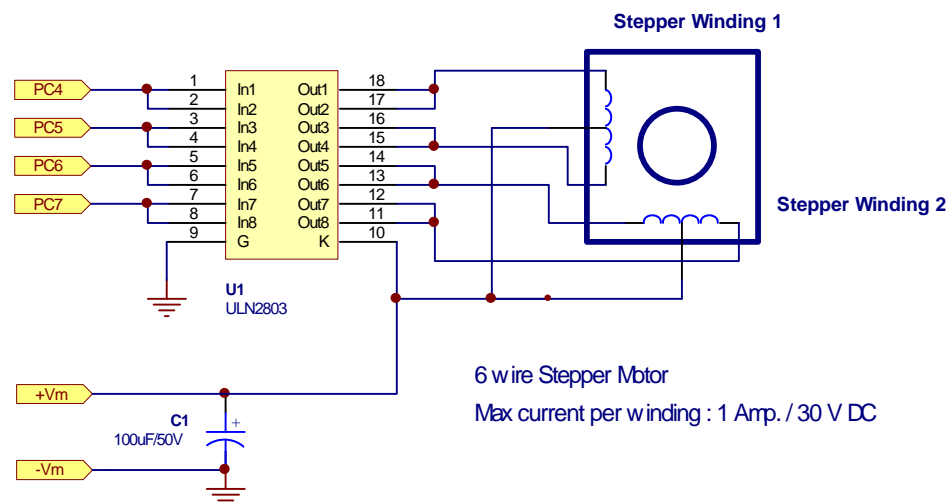 Stepper Winding 1
PC4 1 In1 Out1 18
2 In2 Out2 17
PC5 3 In3 Out3 16
4 In4 Out4 15
PC6 5 In5 Out5 14
6 In6 Out6 13
PC7 7 In7 Out7 12
8 In8 Out8 11
9 G K 10
Stepper Winding 2
U1
ULN2803
+Vm
6 wire Stepper Motor
Max current per winding : 1 Amp. / 30 V DC
C1
100uF/50V
+
-Vm